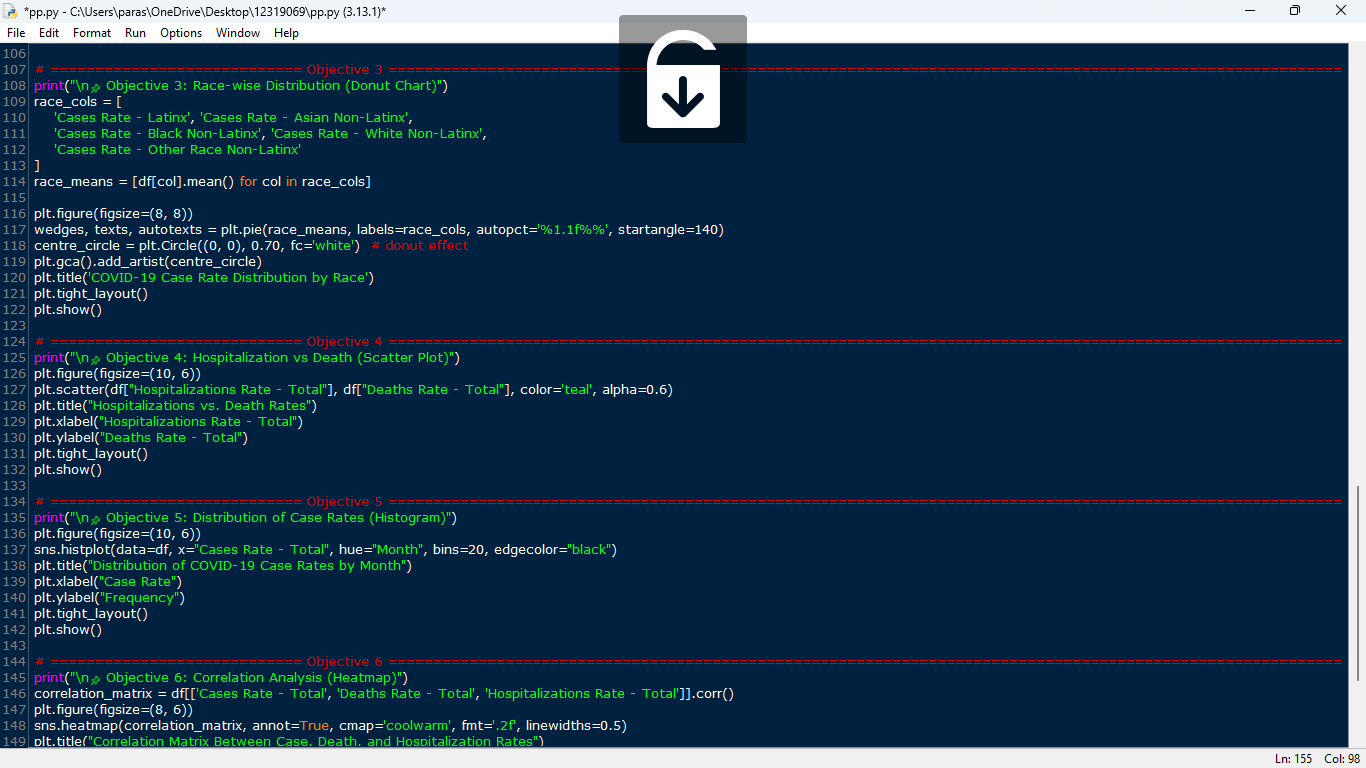 *pp.py - C:\Users\paras\OneDrive\Desktop\12319069\pp.py (3.13.1)*
File Edit Format Run Options Window Help
106
107 # ============================ Objective 3 ==========================================================================================================
108 print("\n📌 Objective 3: Race-wise Distribution (Donut Chart)")
109 race_cols = [
110 'Cases Rate - Latinx', 'Cases Rate - Asian Non-Latinx',
111 'Cases Rate - Black Non-Latinx', 'Cases Rate - White Non-Latinx',
112 'Cases Rate - Other Race Non-Latinx'
113 ]
114 race_means = [df[col].mean() for col in race_cols]
115
116 plt.figure(figsize=(8, 8))
117 wedges, texts, autotexts = plt.pie(race_means, labels=race_cols, autopct='%1.1f%%', startangle=140)
118 centre_circle = plt.Circle((0, 0), 0.70, fc='white') # donut effect
119 plt.gca().add_artist(centre_circle)
120 plt.title('COVID-19 Case Rate Distribution by Race')
121 plt.tight_layout()
122 plt.show()
123
124 # ============================ Objective 4 ==========================================================================================================
125 print("\n📌 Objective 4: Hospitalization vs Death (Scatter Plot)")
126 plt.figure(figsize=(10, 6))
127 plt.scatter(df["Hospitalizations Rate - Total"], df["Deaths Rate - Total"], color='teal', alpha=0.6)
128 plt.title("Hospitalizations vs. Death Rates")
129 plt.xlabel("Hospitalizations Rate - Total")
130 plt.ylabel("Deaths Rate - Total")
131 plt.tight_layout()
132 plt.show()
133
134 # ============================ Objective 5 ==========================================================================================================
135 print("\n📌 Objective 5: Distribution of Case Rates (Histogram)")
136 plt.figure(figsize=(10, 6))
137 sns.histplot(data=df, x="Cases Rate - Total", hue="Month", bins=20, edgecolor="black")
138 plt.title("Distribution of COVID-19 Case Rates by Month")
139 plt.xlabel("Case Rate")
140 plt.ylabel("Frequency")
141 plt.tight_layout()
142 plt.show()
143
144 # ============================ Objective 6 ==========================================================================================================
145 print("\n📌 Objective 6: Correlation Analysis (Heatmap)")
146 correlation_matrix = df[['Cases Rate - Total', 'Deaths Rate - Total', 'Hospitalizations Rate - Total']].corr()
147 plt.figure(figsize=(8, 6))
148 sns.heatmap(correlation_matrix, annot=True, cmap='coolwarm', fmt='.2f', linewidths=0.5)
149 plt.title("Correlation Matrix Between Case, Death, and Hospitalization Rates")
Ln: 155 Col: 98